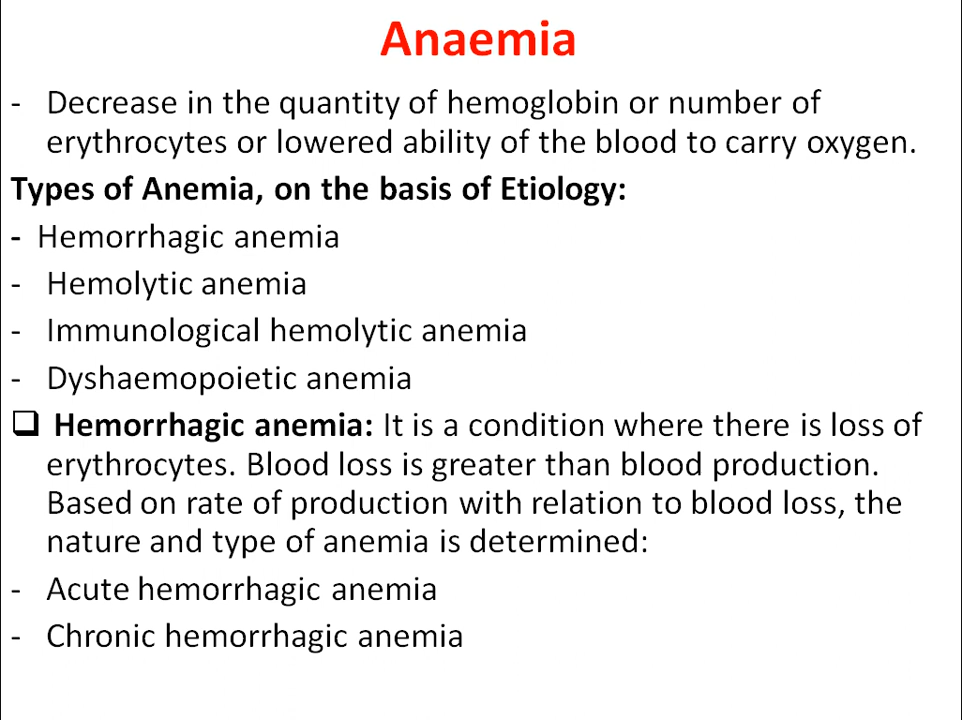 Anaemia
- Decrease in the quantity of hemoglobin or number of
erythrocytes or lowered ability of the blood to carry oxygen.
Types of Anemia, on the basis of Etiology:
- Hemorrhagic anemia
- Hemolytic anemia
- Immunological hemolytic anemia
- Dyshaemopoietic anemia
❑ Hemorrhagic anemia: It is a condition where there is loss of
erythrocytes. Blood loss is greater than blood production.
Based on rate of production with relation to blood loss, the
nature and type of anemia is determined:
- Acute hemorrhagic anemia
- Chronic hemorrhagic anemia